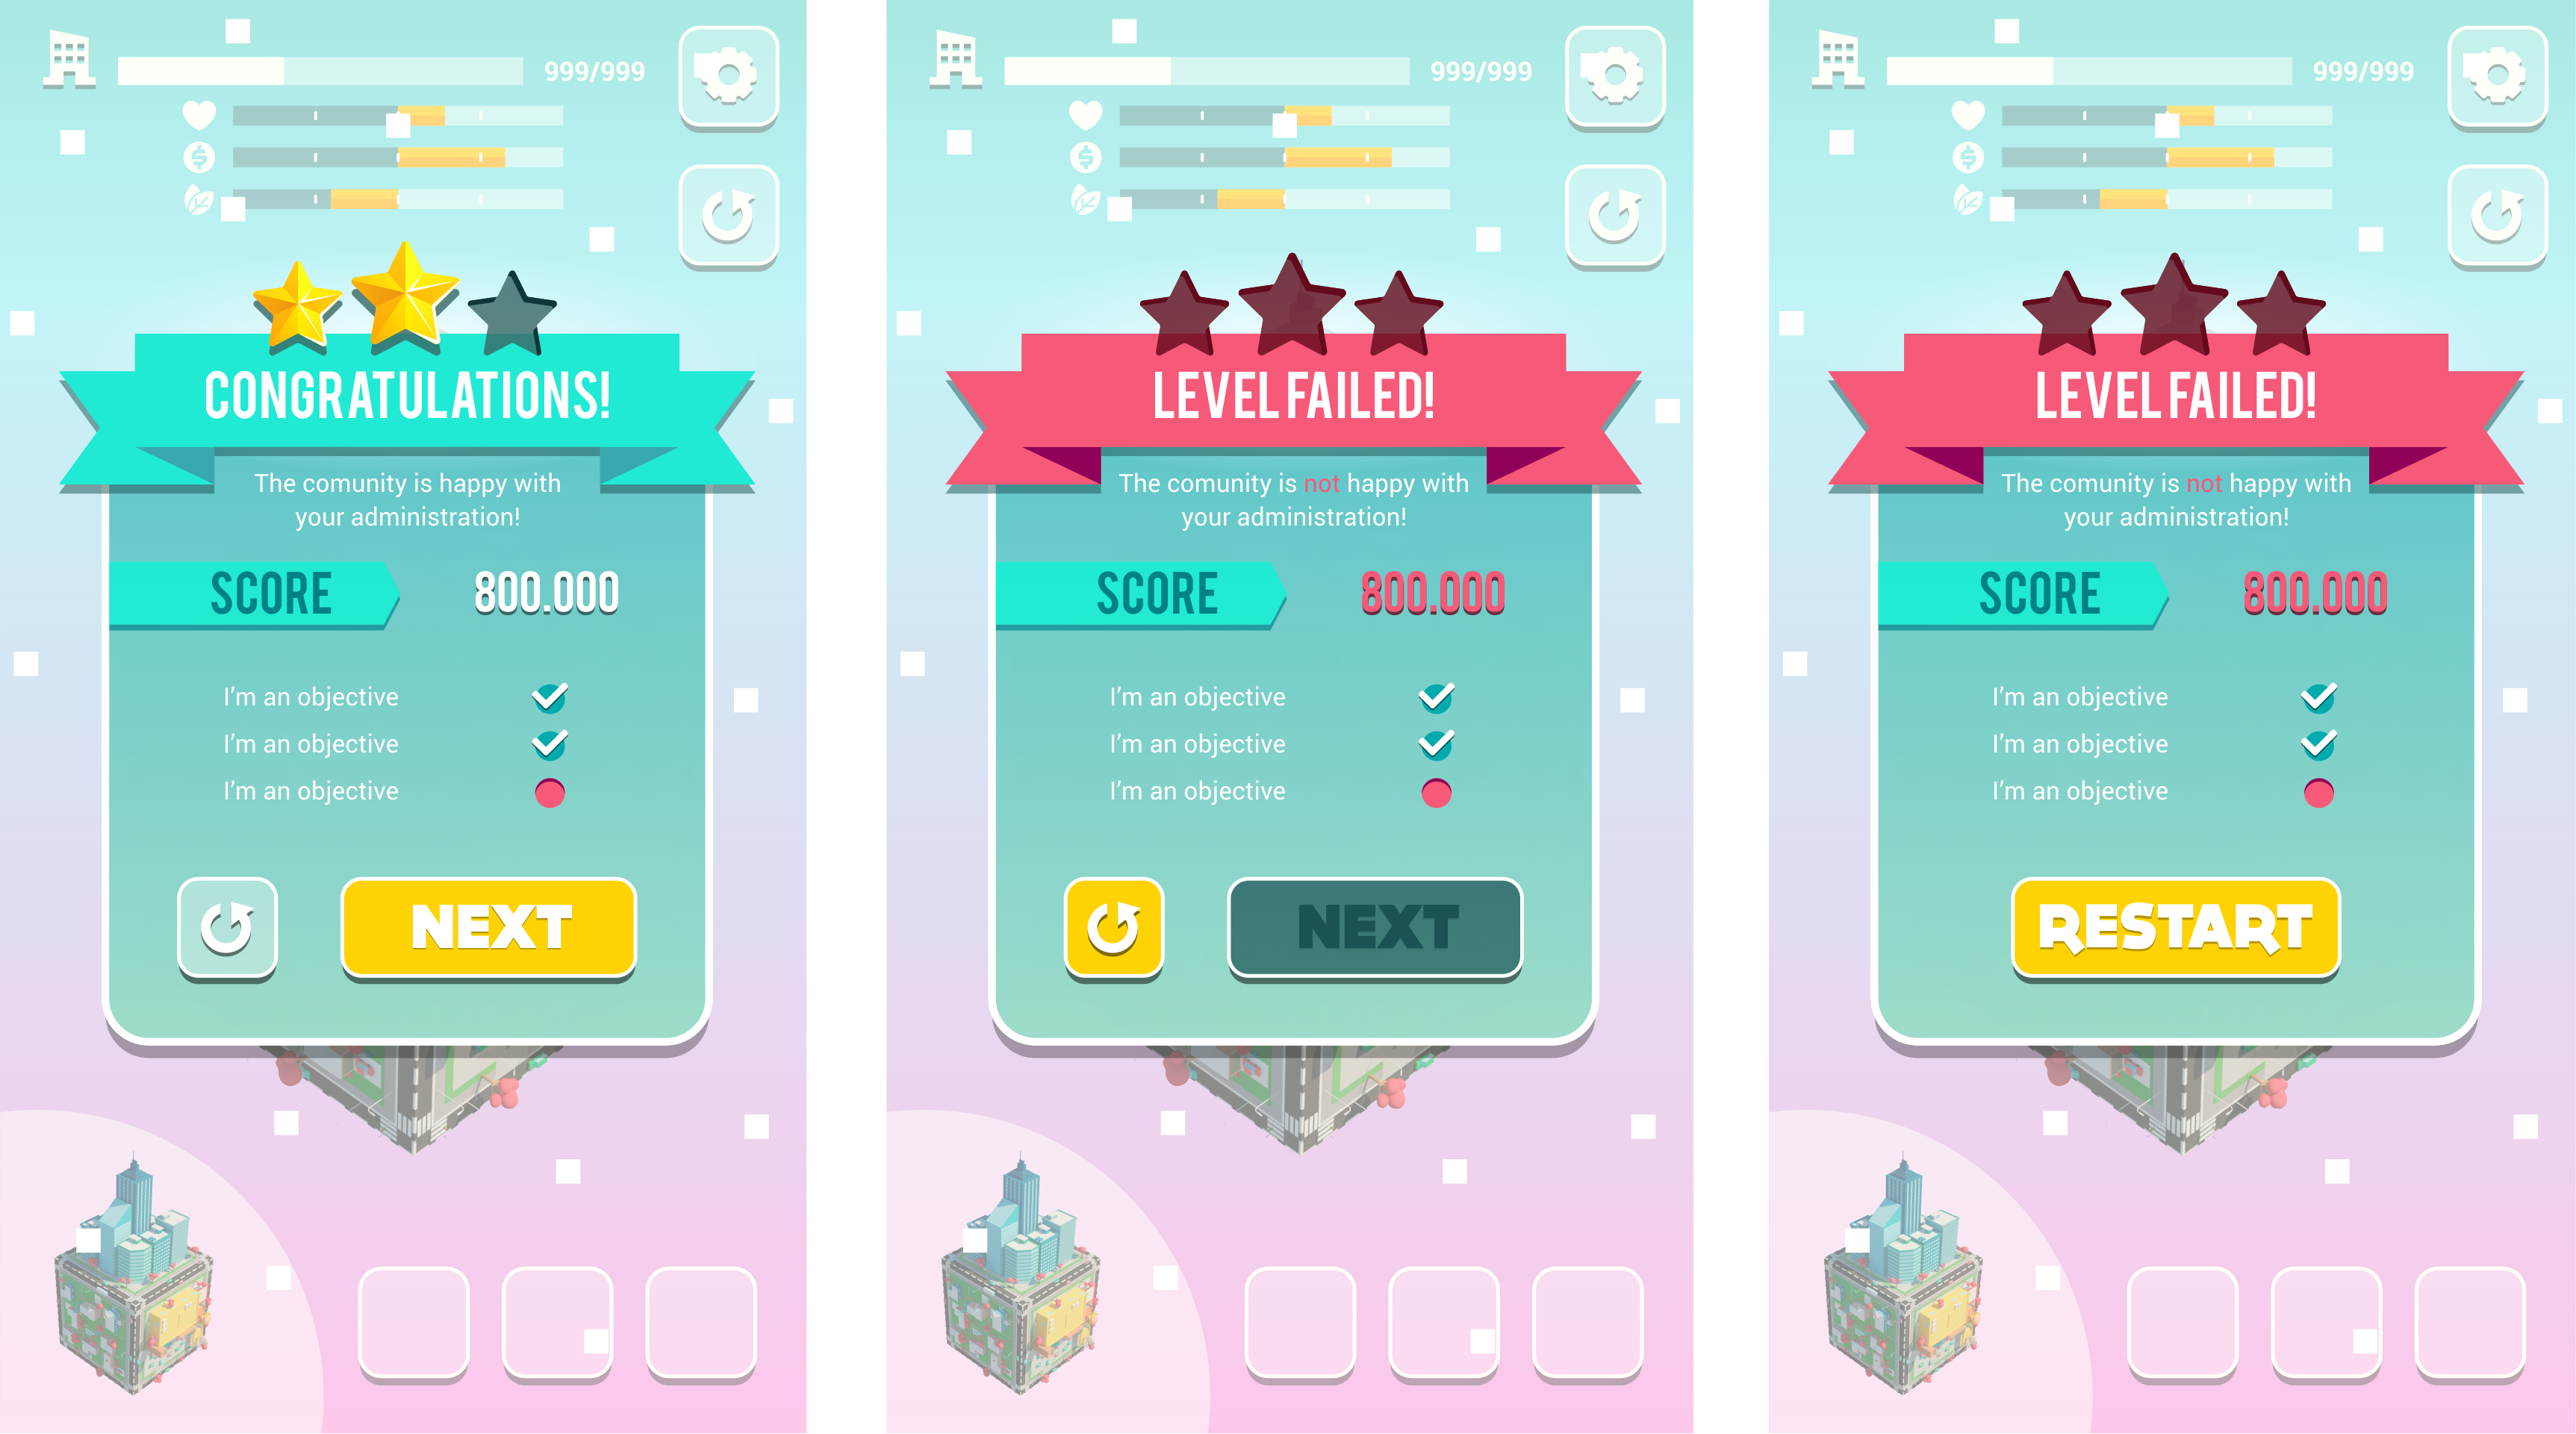 999/999
CONGRATULATIONS!
The comunity is happy with
your administration!
SCORE 800.000
I'm an objective
I'm an objective
I'm an objective
NEXT
999/999
LEVEL FAILED!
The comunity is not happy with
your administration!
SCORE 800.000
I'm an objective
I'm an objective
I'm an objective
NEXT
999/999
LEVEL FAILED!
The comunity is not happy with
your administration!
SCORE 800.000
I'm an objective
I'm an objective
I'm an objective
RESTART